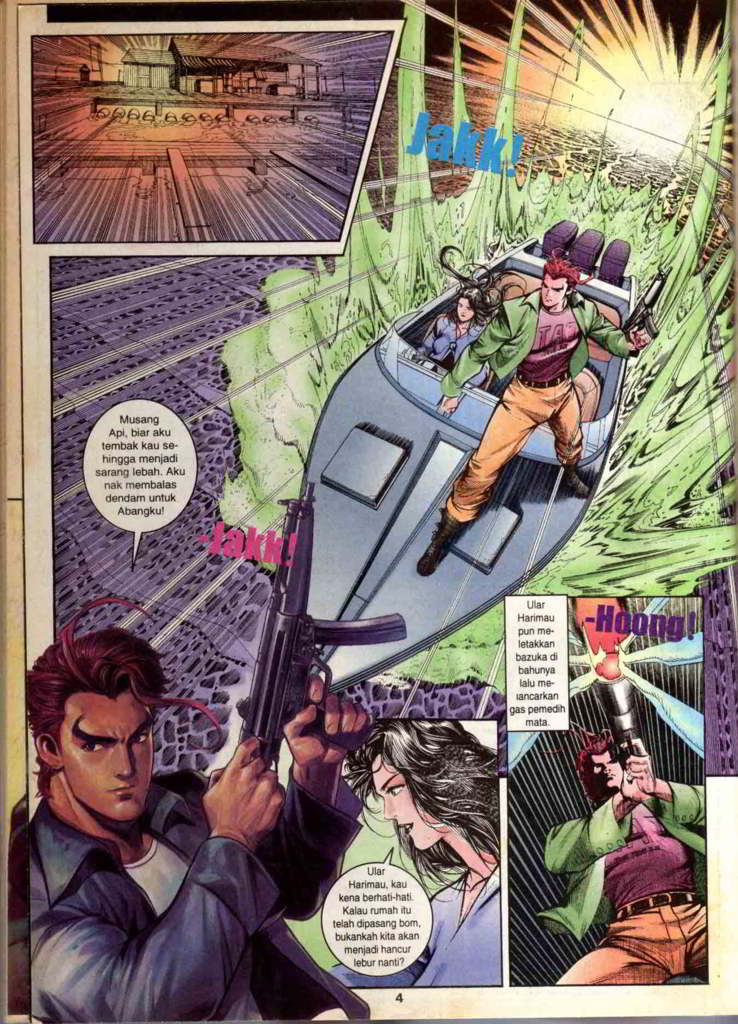 Jakk!
Musang
Api, biar aku
tembak kau se-
hingga menjadi
sarang lebah. Aku
nak membalas
dendam untuk
Abangku!
-Jakk!
Ular
Harimau
pun me-
letakkan
bazuka di
bahunya
lalu me-
lancarkan
gas pemedih
mata.
-Hoong!
Ular
Harimau, kau
kena berhati-hati.
Kalau rumah itu
telah dipasang bom,
bukankah kita akan
menjadi hancur
lebur nanti?
4